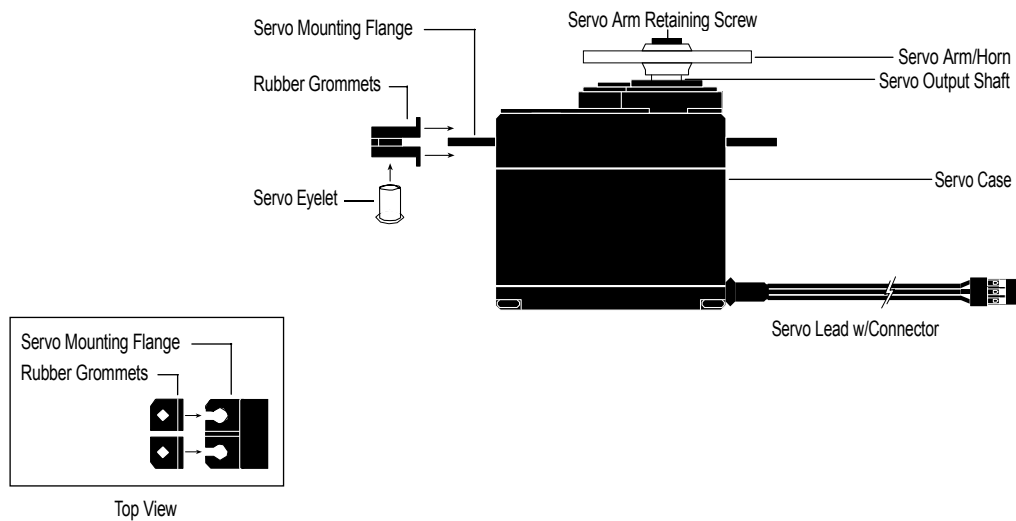 Servo Arm Retaining Screw
Servo Mounting Flange
Servo Arm/Horn
Rubber Grommets
Servo Output Shaft
Servo Case
Servo Eyelet
Servo Lead w/Connector
Servo Mounting Flange
Rubber Grommets
Top View